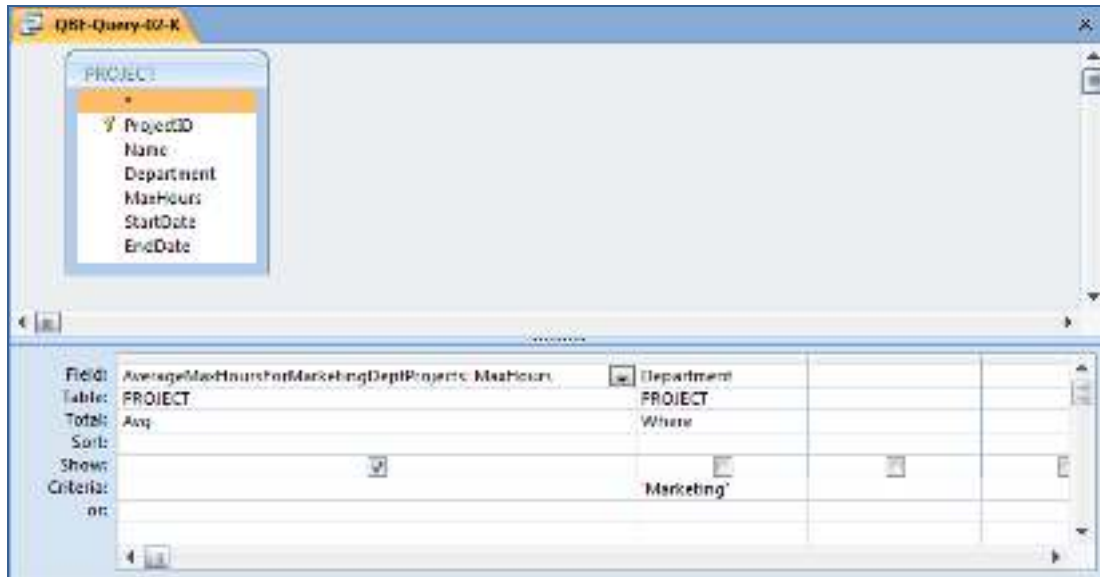 QBE-Query-02-K
PROJECT
*
ProjectID
Name
Department
MaxHours
StartDate
EndDate
Field: AverageMaxHoursForMarketingDeptProjects: MaxHours Department
Table: PROJECT PROJECT
Total: Avg Where
Sort:
Show:
Criteria: 'Marketing'
or: